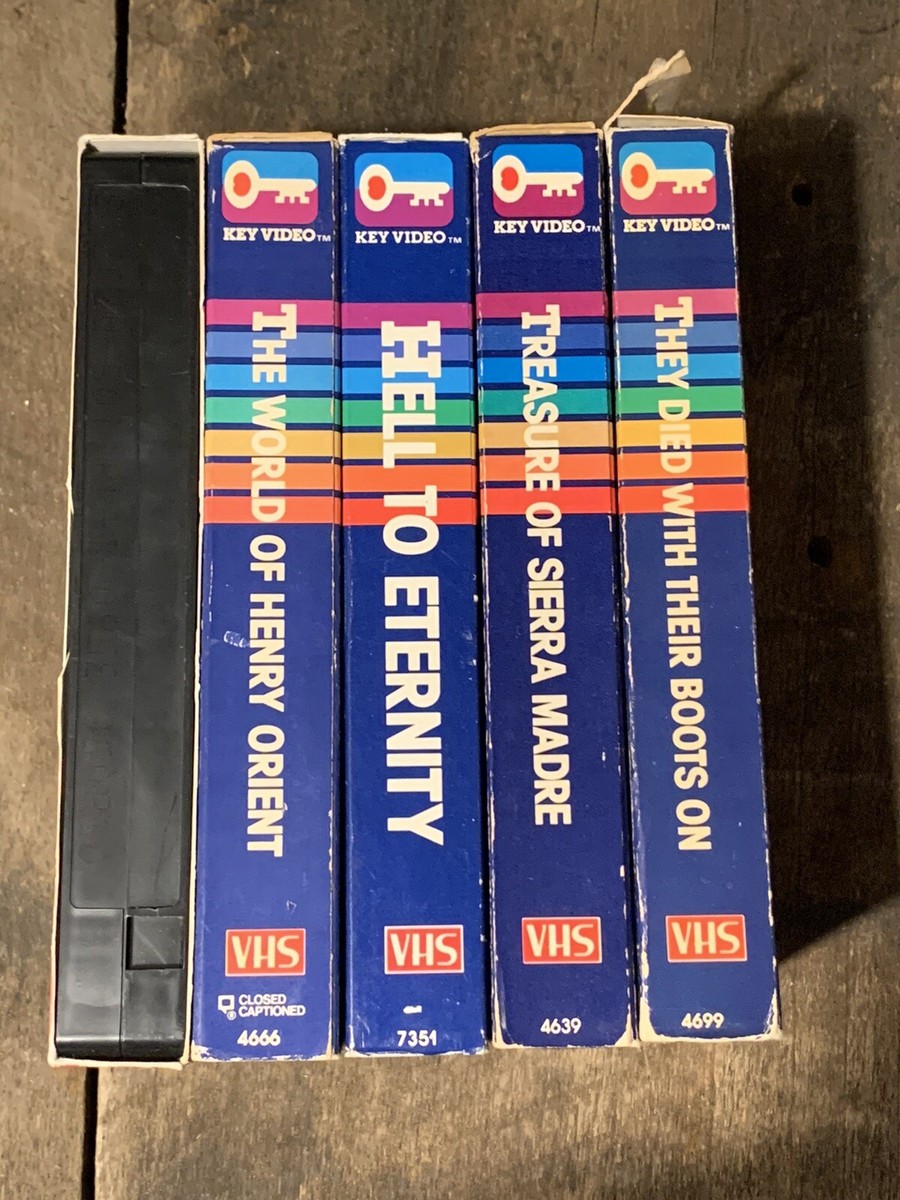 KEY VIDEO™
THE WORLD OF HENRY ORIENT
VHS
CLOSED
CAPTIONED
4666
KEY VIDEO™
HELL TO ETERNITY
VHS
7351
KEY VIDEO™
TREASURE OF SIERRA MADRE
VHS
4639
KEY VIDEO™
THEY DIED WITH THEIR BOOTS ON
VHS
4699